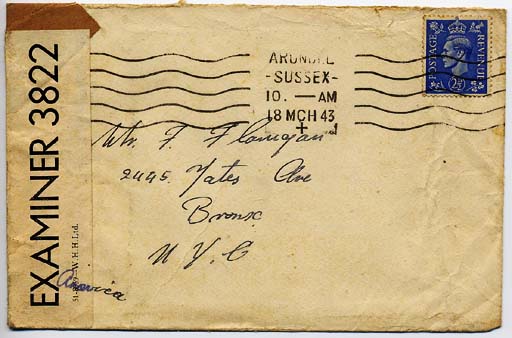 EXAMINER 3822
W.H.H.Ltd.
ARUNDEL
-SUSSEX-
10. — AM
18 MCH 43
POSTAGE
REVENUE
2½D
Mr. F. Flanigan
2445. Yates Ave
Bronx
N.Y.C
America